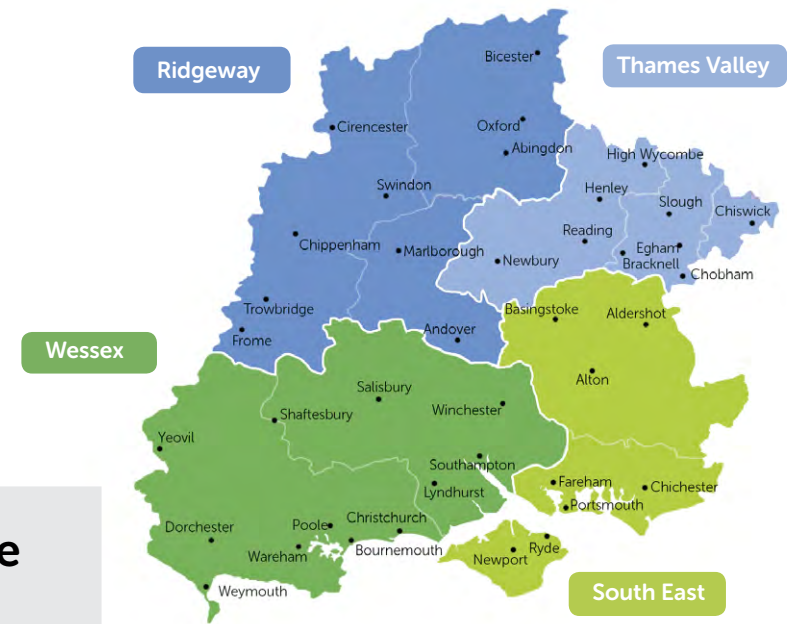 Ridgeway
Thames Valley
Bicester
Cirencester
Oxford
Abingdon
High Wycombe
Swindon
Henley
Slough
Chiswick
Chippenham
Marlborough
Reading
Newbury
Egham
Bracknell
Chobham
Trowbridge
Frome
Andover
Basingstoke
Aldershot
Wessex
Salisbury
Alton
Winchester
Shaftesbury
Yeovil
Southampton
Lyndhurst
Fareham
Chichester
Portsmouth
Dorchester
Poole
Christchurch
Wareham
Bournemouth
Newport
Ryde
Weymouth
South East
e